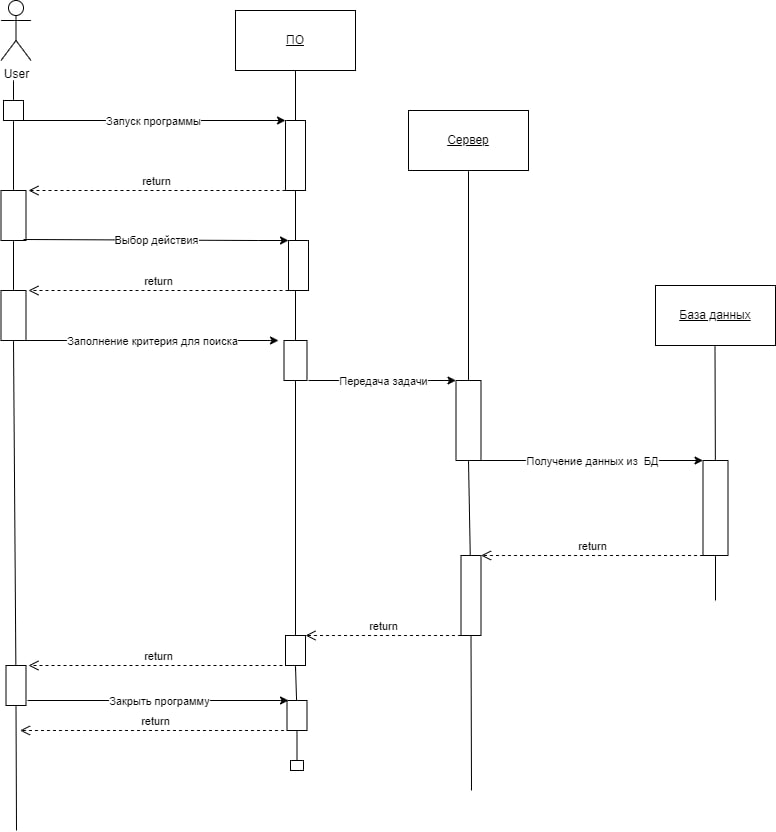 User
ПО
Запуск программы
Сервер
return
Выбор действия
return
База данных
Заполнение критерия для поиска
Передача задачи
Получение данных из БД
return
return
return
Закрыть программу
return